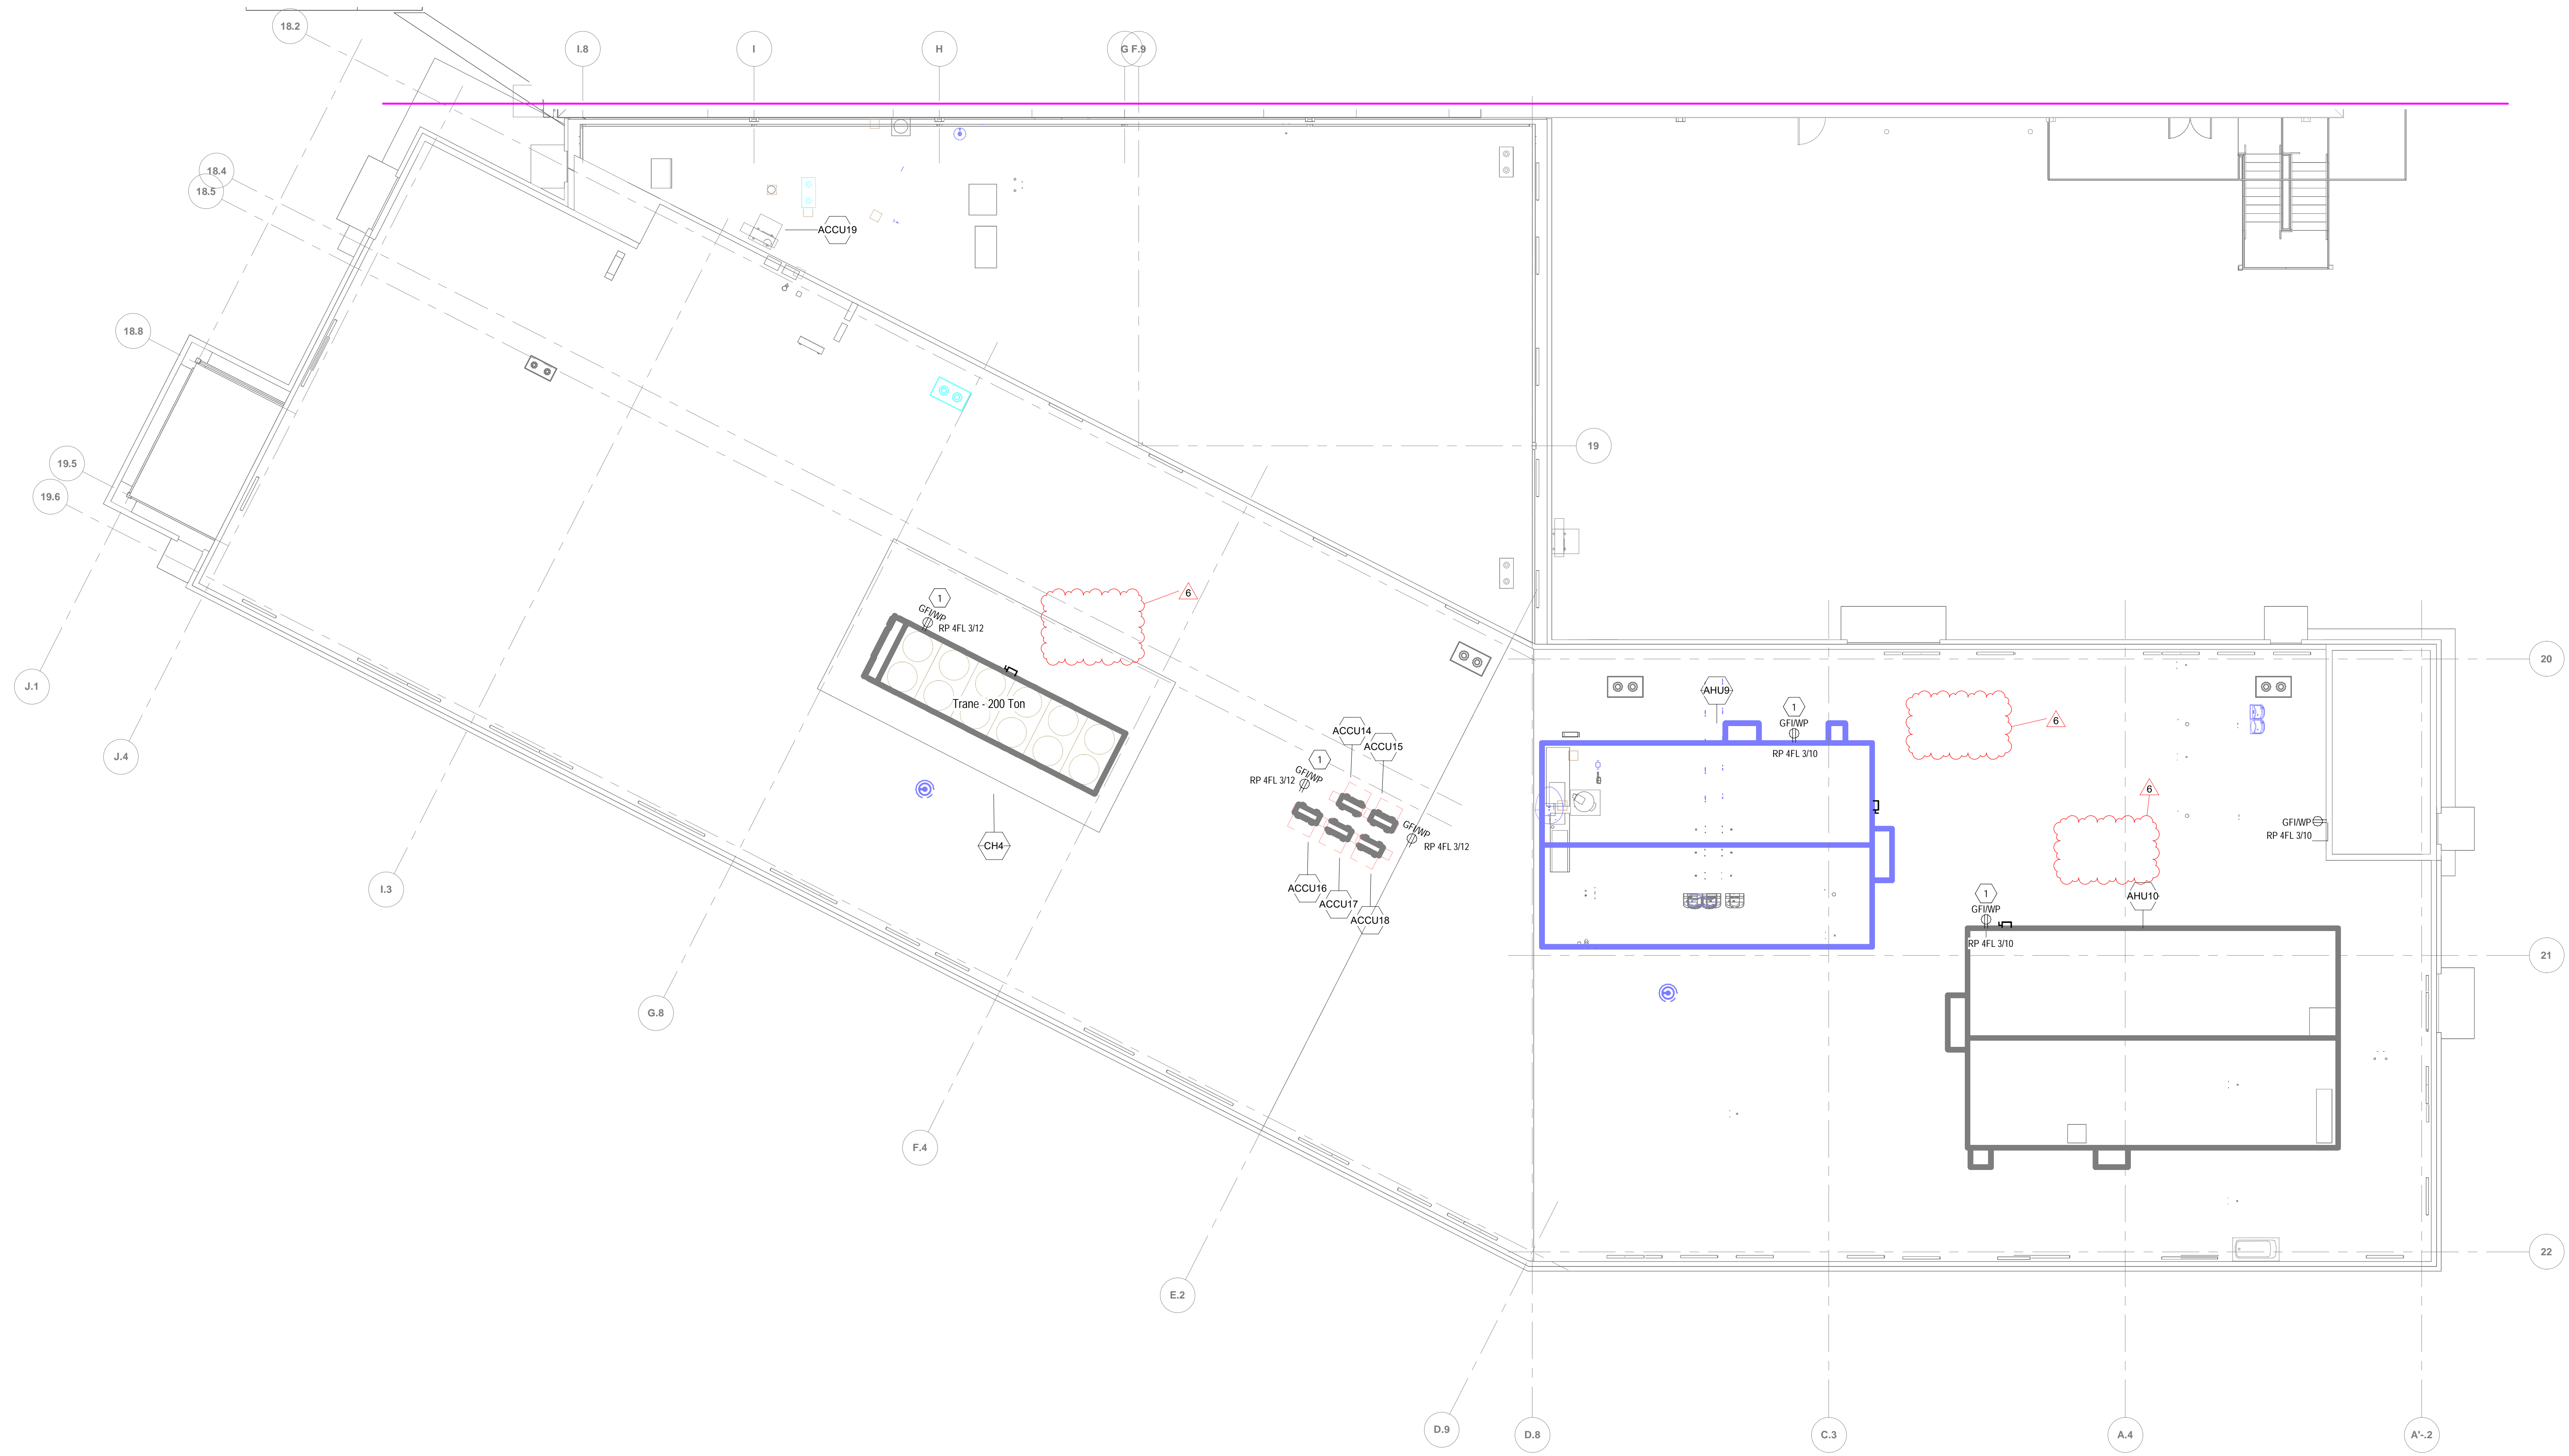 18.2
I.8
I
H
G
F.9
18.4
18.5
ACCU19
18.8
19
19.5
19.6
1
GFI/WP
RP 4FL 3/12
6
Trane - 200 Ton
CH4
J.1
J.4
I.3
G.8
F.4
E.2
D.9
ACCU14
ACCU15
1
GFI/WP
RP 4FL 3/12
GFI/WP
RP 4FL 3/12
ACCU16
ACCU17
ACCU18
AHU9
1
GFI/WP
RP 4FL 3/10
6
20
6
GFI/WP
RP 4FL 3/10
1
GFI/WP
RP 4FL 3/10
AHU10
21
22
D.8
C.3
A.4
A'-.2